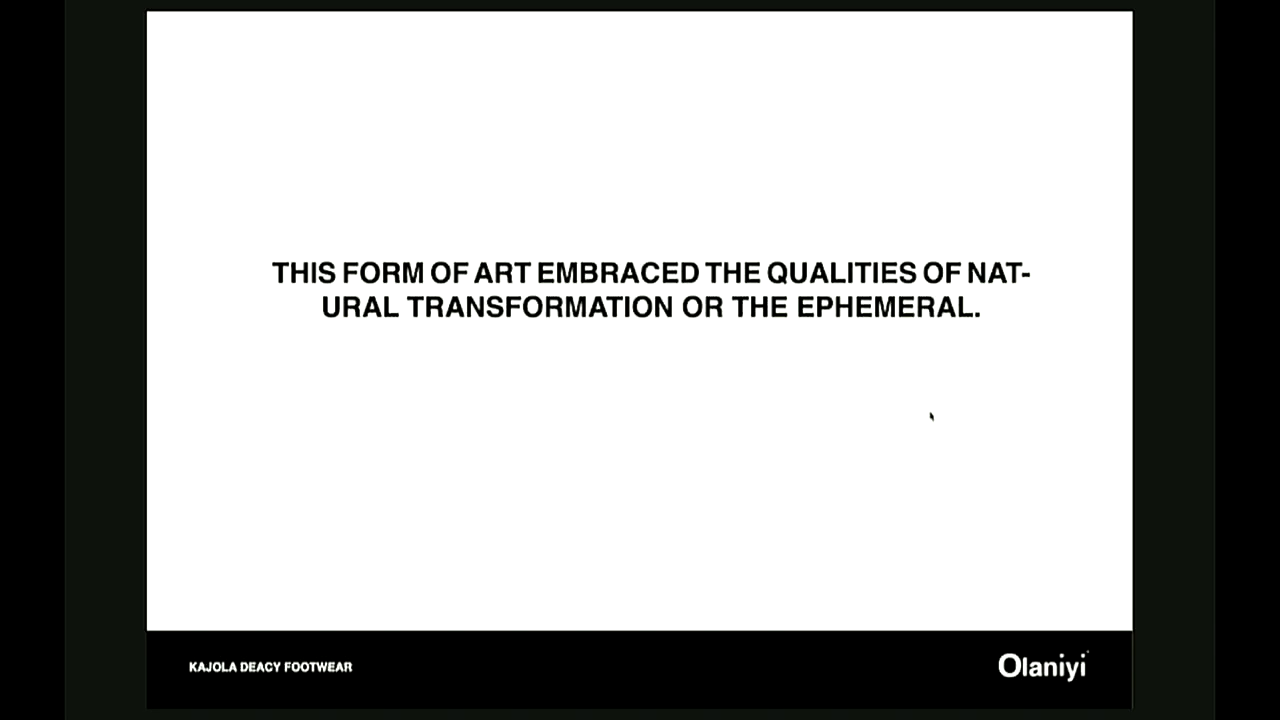 THIS FORM OF ART EMBRACED THE QUALITIES OF NAT-
URAL TRANSFORMATION OR THE EPHEMERAL.
KAJOLA DEACY FOOTWEAR
Olaniyi